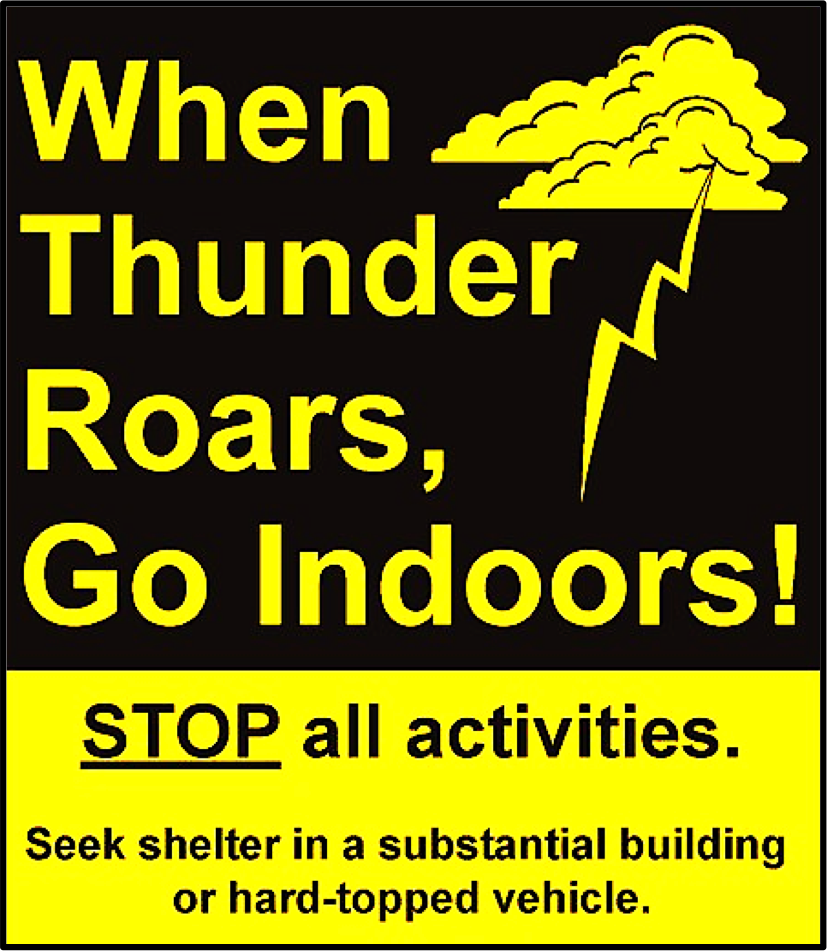 When
Thunder
Roars,
Go Indoors!
STOP all activities.
Seek shelter in a substantial building
or hard-topped vehicle.